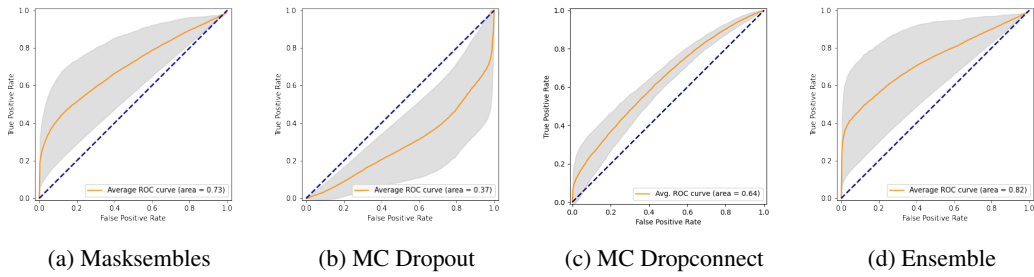 1.0
0.8
0.6
0.4
0.2
0.0
True Positive Rate
Average ROC curve (area = 0.73)
0.0 0.2 0.4 0.6 0.8 1.0
False Positive Rate
(a) Masksembles
1.0
0.8
0.6
0.4
0.2
0.0
True Positive Rate
Average ROC curve (area = 0.37)
0.0 0.2 0.4 0.6 0.8 1.0
False Positive Rate
(b) MC Dropout
1.0
0.8
0.6
0.4
0.2
0.0
True Positive Rate
Avg. ROC curve (area = 0.64)
0.0 0.2 0.4 0.6 0.8 1.0
False Positive Rate
(c) MC Dropconnect
1.0
0.8
0.6
0.4
0.2
0.0
True Positive Rate
Average ROC curve (area = 0.82)
0.0 0.2 0.4 0.6 0.8 1.0
False Positive Rate
(d) Ensemble